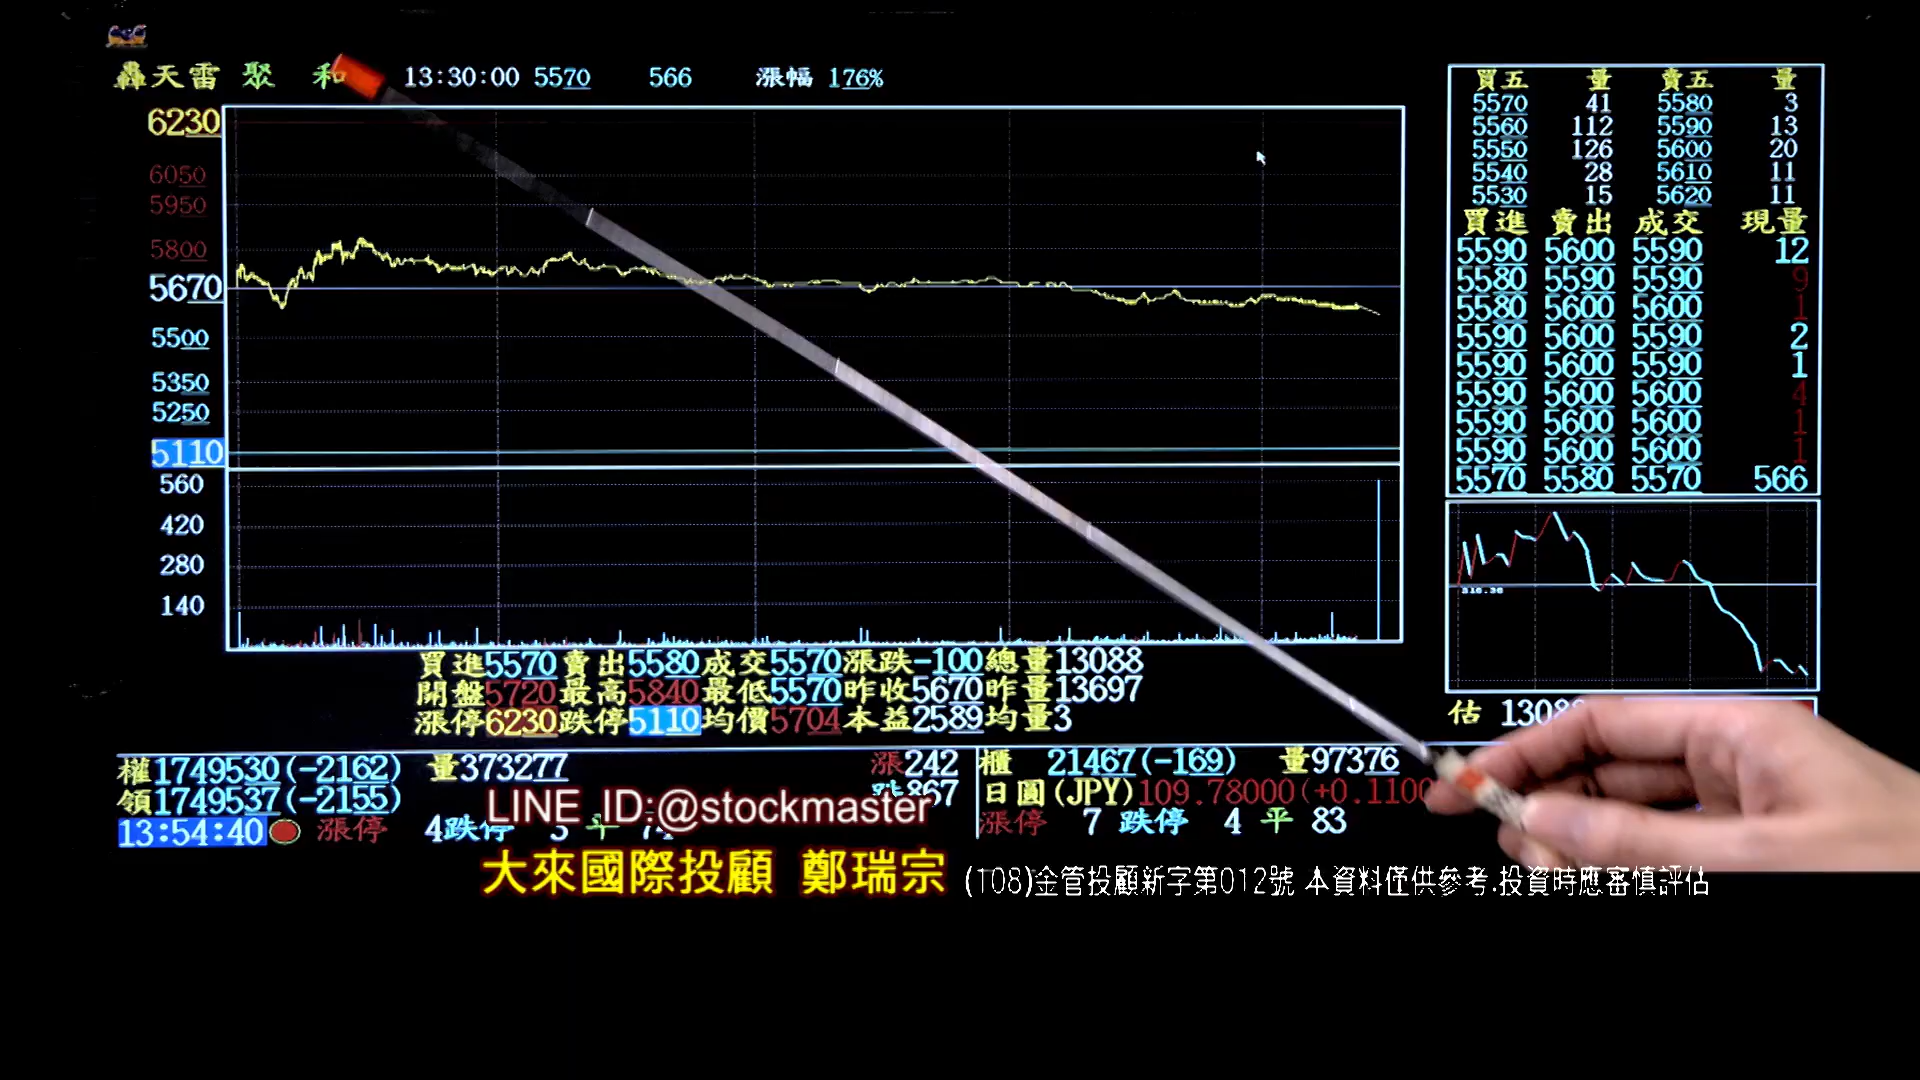 轟天雷 聚 和 13:30:00 5570 566 漲幅 176%
6230
6050
5950
5800
5670
5500
5350
5250
5110
560
420
280
140
買進5570賣出5580成交5570漲跌-100總量13088
開盤5720最高5840最低5570昨收5670昨量13697
漲停6230跌停5110均價5704本益2589均量3
買五 量 賣五 量
5570 41 5580 3
5560 112 5590 13
5550 126 5600 20
5540 28 5610 11
5530 15 5620 11
買進 賣出 成交 現量
5590 5600 5590 12
5580 5590 5590 9
5580 5600 5600 1
5590 5600 5590 2
5590 5600 5590 1
5590 5600 5600 4
5590 5600 5600 1
5590 5600 5600 1
5570 5580 5570 566
估 1308
權1749530(-2162) 量373277 漲242
領1749537(-2155) 跌867
13:54:40 漲停 4跌停 平
櫃 21467(-169) 量97376
日圓(JPY)109.78000(+0.1100
漲停 7 跌停 4 平 83
LINE ID:@stockmaster
大來國際投顧 鄭瑞宗
(108)金管投顧新字第012號 本資料僅供參考.投資時應審慎評估